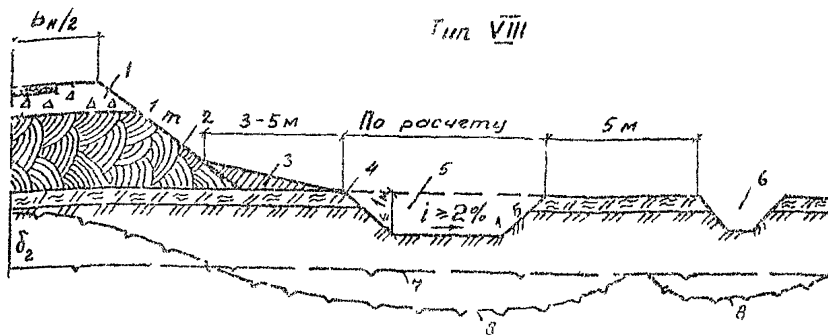 Тип VIII
bн/2
1
1:m
2
3-5 м
По расчету
5 м
3
4
5
6
≈ 1м
i ≥ 2%
δ₂
7
8
8